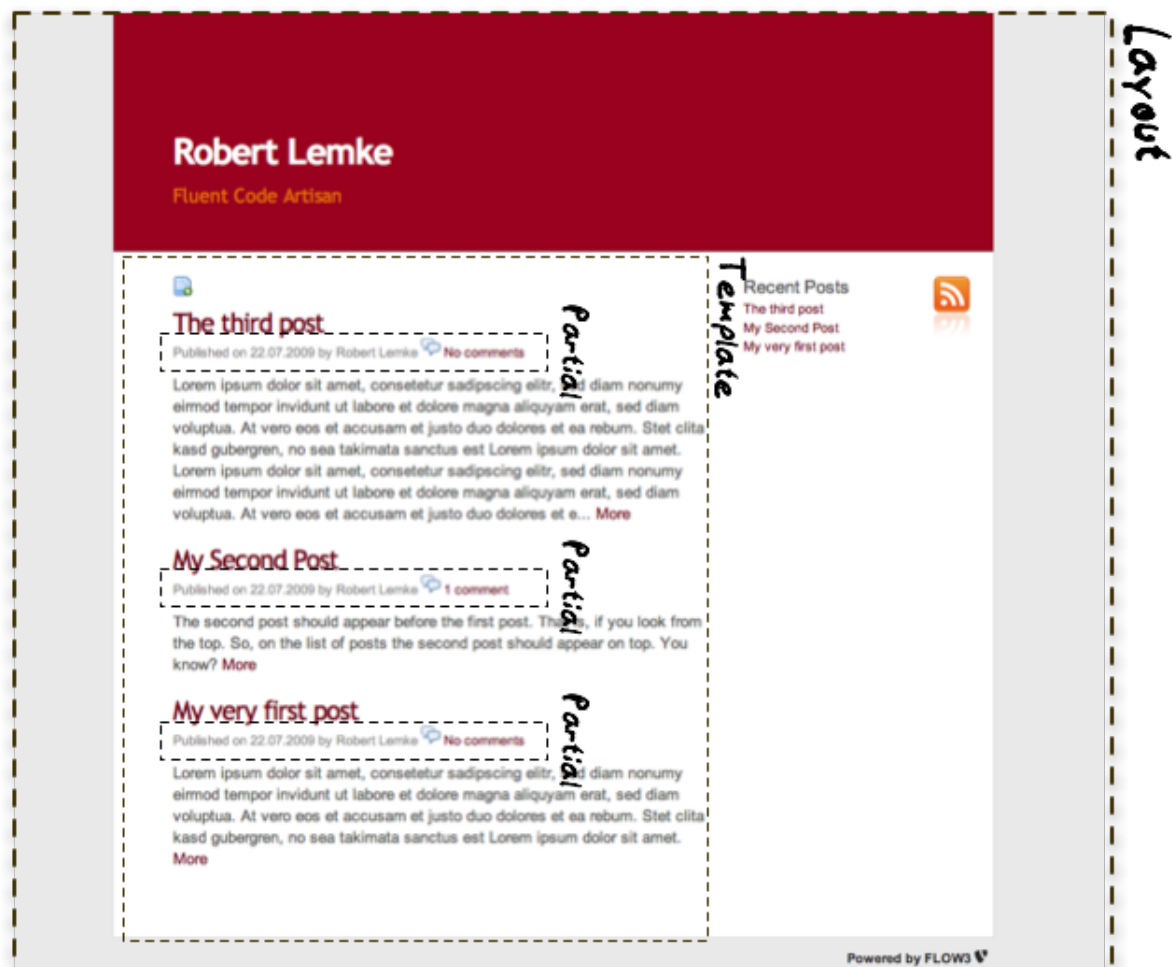 Layout
Robert Lemke
Fluent Code Artisan
Template
The third post
Partial
Published on 22.07.2009 by Robert Lemke No comments
Lorem ipsum dolor sit amet, consetetur sadipscing elitr, sed diam nonumy
eirmod tempor invidunt ut labore et dolore magna aliquyam erat, sed diam
voluptua. At vero eos et accusam et justo duo dolores et ea rebum. Stet clita
kasd gubergren, no sea takimata sanctus est Lorem ipsum dolor sit amet.
Lorem ipsum dolor sit amet, consetetur sadipscing elitr, sed diam nonumy
eirmod tempor invidunt ut labore et dolore magna aliquyam erat, sed diam
voluptua. At vero eos et accusam et justo duo dolores et e... More
My Second Post
Partial
Published on 22.07.2009 by Robert Lemke 1 comment
The second post should appear before the first post. That is, if you look from
the top. So, on the list of posts the second post should appear on top. You
know? More
My very first post
Partial
Published on 22.07.2009 by Robert Lemke No comments
Lorem ipsum dolor sit amet, consetetur sadipscing elitr, sed diam nonumy
eirmod tempor invidunt ut labore et dolore magna aliquyam erat, sed diam
voluptua. At vero eos et accusam et justo duo dolores et ea rebum. Stet clita
kasd gubergren, no sea takimata sanctus est Lorem ipsum dolor sit amet.
More
Recent Posts
The third post
My Second Post
My very first post
Powered by FLOW3